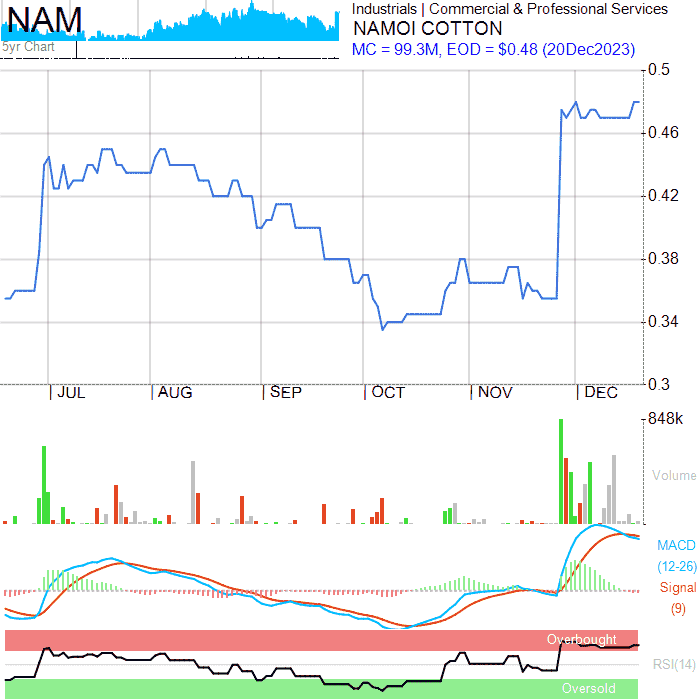 NAM
5yr Chart
Industrials | Commercial & Professional Services
NAMOI COTTON
MC = 99.3M, EOD = $0.48 (20Dec2023)
0.5
0.46
0.42
0.38
0.34
0.3
JUL
AUG
SEP
OCT
NOV
DEC
848k
Volume
MACD
(12-26)
Signal
(9)
Overbought
RSI(14)
Oversold